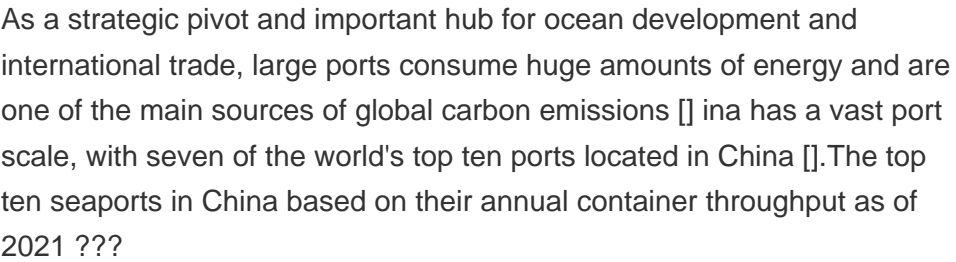 As a strategic pivot and important hub for ocean development and
international trade, large ports consume huge amounts of energy and are
one of the main sources of global carbon emissions [] ina has a vast port
scale, with seven of the world's top ten ports located in China [].The top
ten seaports in China based on their annual container throughput as of
2021 ???